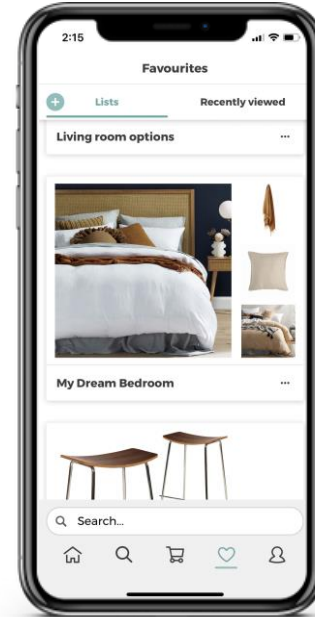 2:15
Favourites
Lists
Recently viewed
Living room options
My Dream Bedroom
Search...